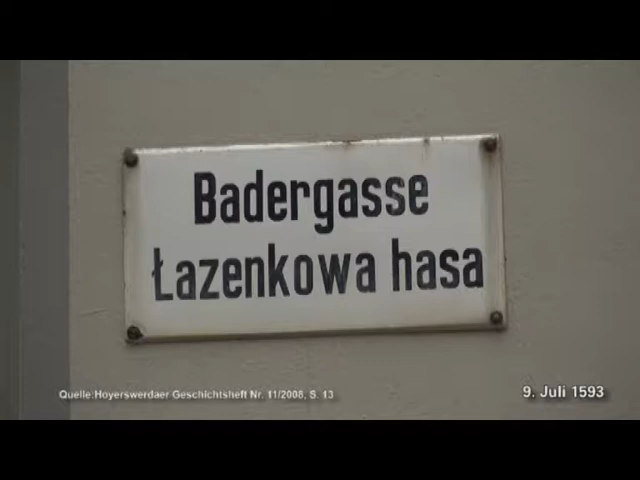 Badergasse
Łazenkowa hasa
Quelle:Hoyerswerdaer Geschichtsheft Nr. 11/2008, S. 13
9. Juli 1593